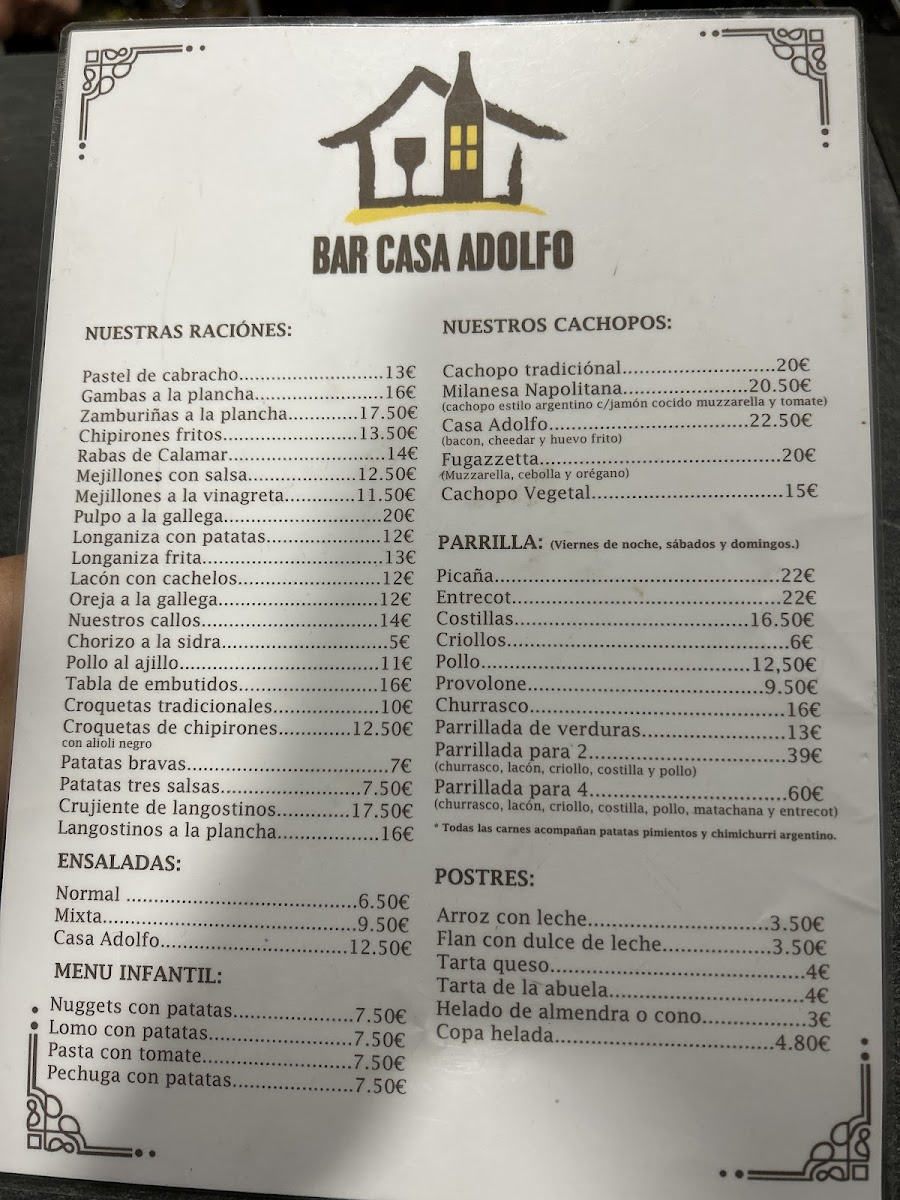 BAR CASA ADOLFO
NUESTRAS RACIÓNES:
Pastel de cabracho.......................13€
Gambas a la plancha.....................16€
Zamburiñas a la plancha...........17.50€
Chipirones fritos.......................13.50€
Rabas de Calamar.........................14€
Mejillones con salsa..................12.50€
Mejillones a la vinagreta............11.50€
Pulpo a la gallega..........................20€
Longaniza con patatas...................12€
Longaniza frita..............................13€
Lacón con cachelos.......................12€
Oreja a la gallega...........................12€
Nuestros callos..............................14€
Chorizo a la sidra............................5€
Pollo al ajillo.................................11€
Tabla de embutidos.......................16€
Croquetas tradicionales.................10€
Croquetas de chipirones............12.50€
con alioli negro
Patatas bravas.................................7€
Patatas tres salsas.......................7.50€
Crujiente de langostinos............17.50€
Langostinos a la plancha................16€
ENSALADAS:
Normal .....................................6.50€
Mixta.........................................9.50€
Casa Adolfo...............................12.50€
MENU INFANTIL:
Nuggets con patatas...................7.50€
Lomo con patatas.......................7.50€
Pasta con tomate........................7.50€
Pechuga con patatas...................7.50€
NUESTROS CACHOPOS:
Cachopo tradiciónal.........................20€
Milanesa Napolitana....................20.50€
(cachopo estilo argentino c/jamón cocido muzzarella y tomate)
Casa Adolfo................................22.50€
(bacon, cheedar y huevo frito)
Fugazzetta.......................................20€
(Muzzarella, cebolla y orégano)
Cachopo Vegetal...............................15€
PARRILLA: (Viernes de noche, sábados y domingos.)
Picaña..............................................22€
Entrecot...........................................22€
Costillas......................................16.50€
Criollos.............................................6€
Pollo...........................................12,50€
Provolone.....................................9.50€
Churrasco.........................................16€
Parrillada de verduras.......................13€
Parrillada para 2...............................39€
(churrasco, lacón, criollo, costilla y pollo)
Parrillada para 4...............................60€
(churrasco, lacón, criollo, costilla, pollo, matachana y entrecot)
* Todas las carnes acompañan patatas pimientos y chimichurri argentino.
POSTRES:
Arroz con leche.............................3.50€
Flan con dulce de leche.................3.50€
Tarta queso.........................................4€
Tarta de la abuela...............................4€
Helado de almendra o cono.................3€
Copa helada...................................4.80€